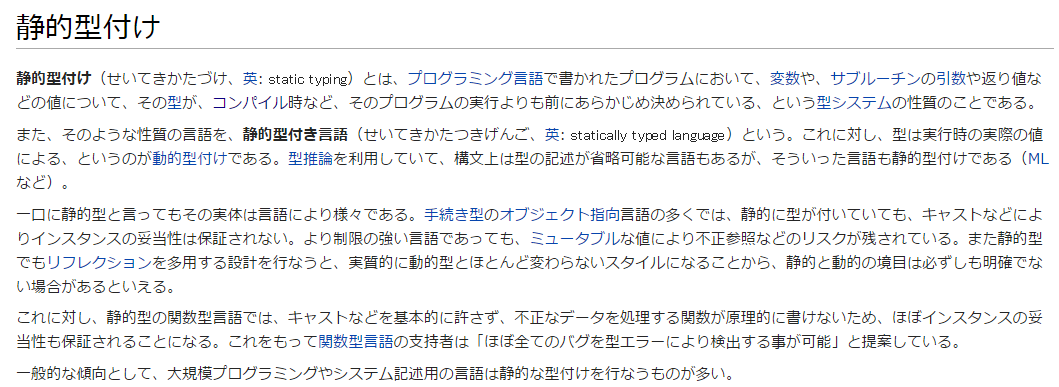 静的型付け
静的型付け（せいてきかたづけ、英: static typing）とは、プログラミング言語で書かれたプログラムにおいて、変数や、サブルーチンの引数や返り値な
どの値について、その型が、コンパイル時など、そのプログラムの実行よりも前にあらかじめ決められている、という型システムの性質のことである。
また、そのような性質の言語を、静的型付き言語（せいてきかたつきげんご、英: statically typed language）という。これに対し、型は実行時の実際の値
による、というのが動的型付けである。型推論を利用していて、構文上は型の記述が省略可能な言語もあるが、そういった言語も静的型付けである（ML
など）。
一口に静的型と言ってもその実体は言語により様々である。手続き型のオブジェクト指向言語の多くでは、静的に型が付いていても、キャストなどによ
りインスタンスの妥当性は保証されない。より制限の強い言語であっても、ミュータブルな値により不正参照などのリスクが残されている。また静的型
でもリフレクションを多用する設計を行なうと、実質的に動的型とほとんど変わらないスタイルになることから、静的と動的の境目は必ずしも明確でな
い場合があるといえる。
これに対し、静的型の関数型言語では、キャストなどを基本的に許さず、不正なデータを処理する関数が原理的に書けないため、ほぼインスタンスの妥
当性も保証されることになる。これをもって関数型言語の支持者は「ほぼ全てのバグを型エラーにより検出する事が可能」と提案している。
一般的な傾向として、大規模プログラミングやシステム記述用の言語は静的な型付けを行なうものが多い。